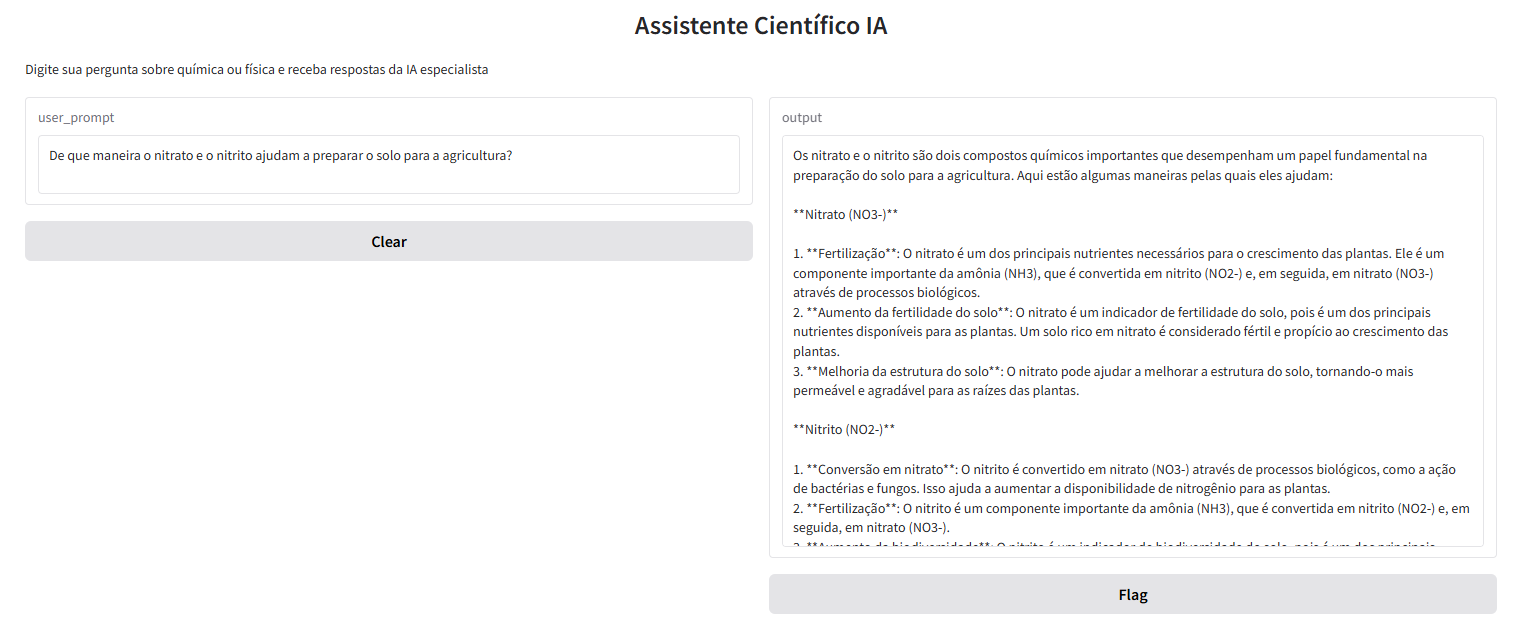 Assistente Científico IA
Digite sua pergunta sobre química ou física e receba respostas da IA especialista
user_prompt
De que maneira o nitrato e o nitrito ajudam a preparar o solo para a agricultura?
Clear
output
Os nitrato e o nitrito são dois compostos químicos importantes que desempenham um papel fundamental na
preparação do solo para a agricultura. Aqui estão algumas maneiras pelas quais eles ajudam:
**Nitrato (NO3-)**
1. **Fertilização**: O nitrato é um dos principais nutrientes necessários para o crescimento das plantas. Ele é um
componente importante da amônia (NH3), que é convertida em nitrito (NO2-) e, em seguida, em nitrato (NO3-)
através de processos biológicos.
2. **Aumento da fertilidade do solo**: O nitrato é um indicador de fertilidade do solo, pois é um dos principais
nutrientes disponíveis para as plantas. Um solo rico em nitrato é considerado fértil e propício ao crescimento das
plantas.
3. **Melhoria da estrutura do solo**: O nitrato pode ajudar a melhorar a estrutura do solo, tornando-o mais
permeável e agradável para as raízes das plantas.
**Nitrito (NO2-)**
1. **Conversão em nitrato**: O nitrito é convertido em nitrato (NO3-) através de processos biológicos, como a ação
de bactérias e fungos. Isso ajuda a aumentar a disponibilidade de nitrogênio para as plantas.
2. **Fertilização**: O nitrito é um componente importante da amônia (NH3), que é convertida em nitrito (NO2-) e, em
seguida, em nitrato (NO3-).
Flag